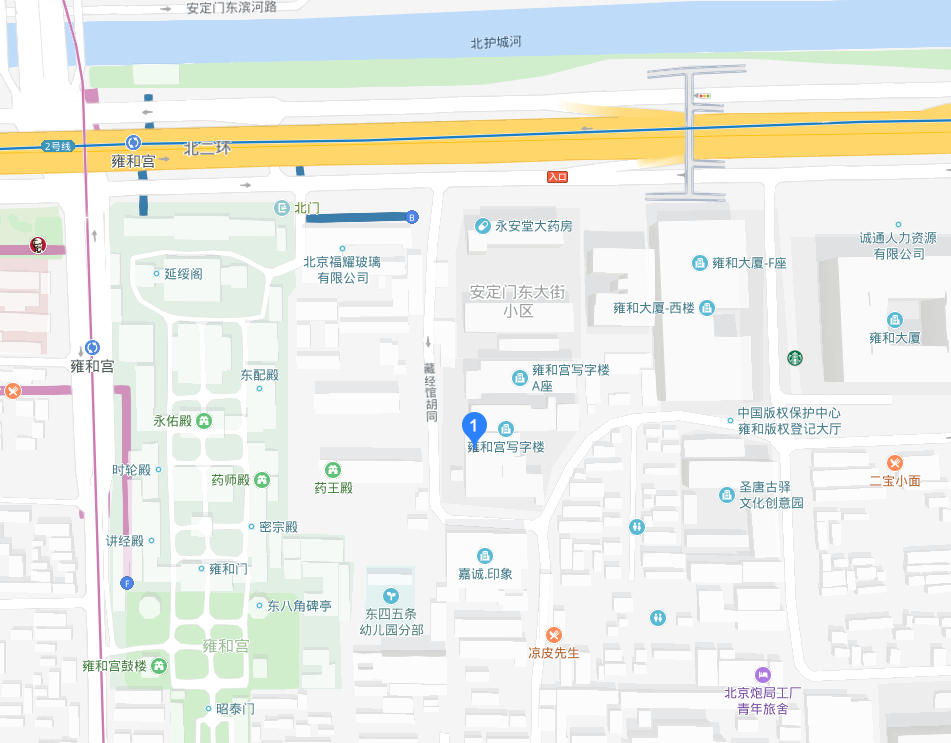 安定门东滨河路
北护城河
2号线
雍和宫
北二环
入口
北门
B
永安堂大药房
诚通人力资源
有限公司
北京福耀玻璃
有限公司
延绥阁
雍和大厦-F座
安定门东大街
小区
雍和大厦-西楼
雍和大厦
雍和宫
东配殿
雍和宫写字楼
A座
藏经馆胡同
永佑殿
1
雍和宫写字楼
中国版权保护中心
雍和版权登记大厅
时轮殿
药师殿
药王殿
二宝小面
圣唐古驿
文化创意园
密宗殿
讲经殿
雍和门
嘉诚.印象
F
东八角碑亭
东四五条
幼儿园分部
雍和宫
凉皮先生
雍和宫鼓楼
北京炮局工厂
青年旅舍
昭泰门